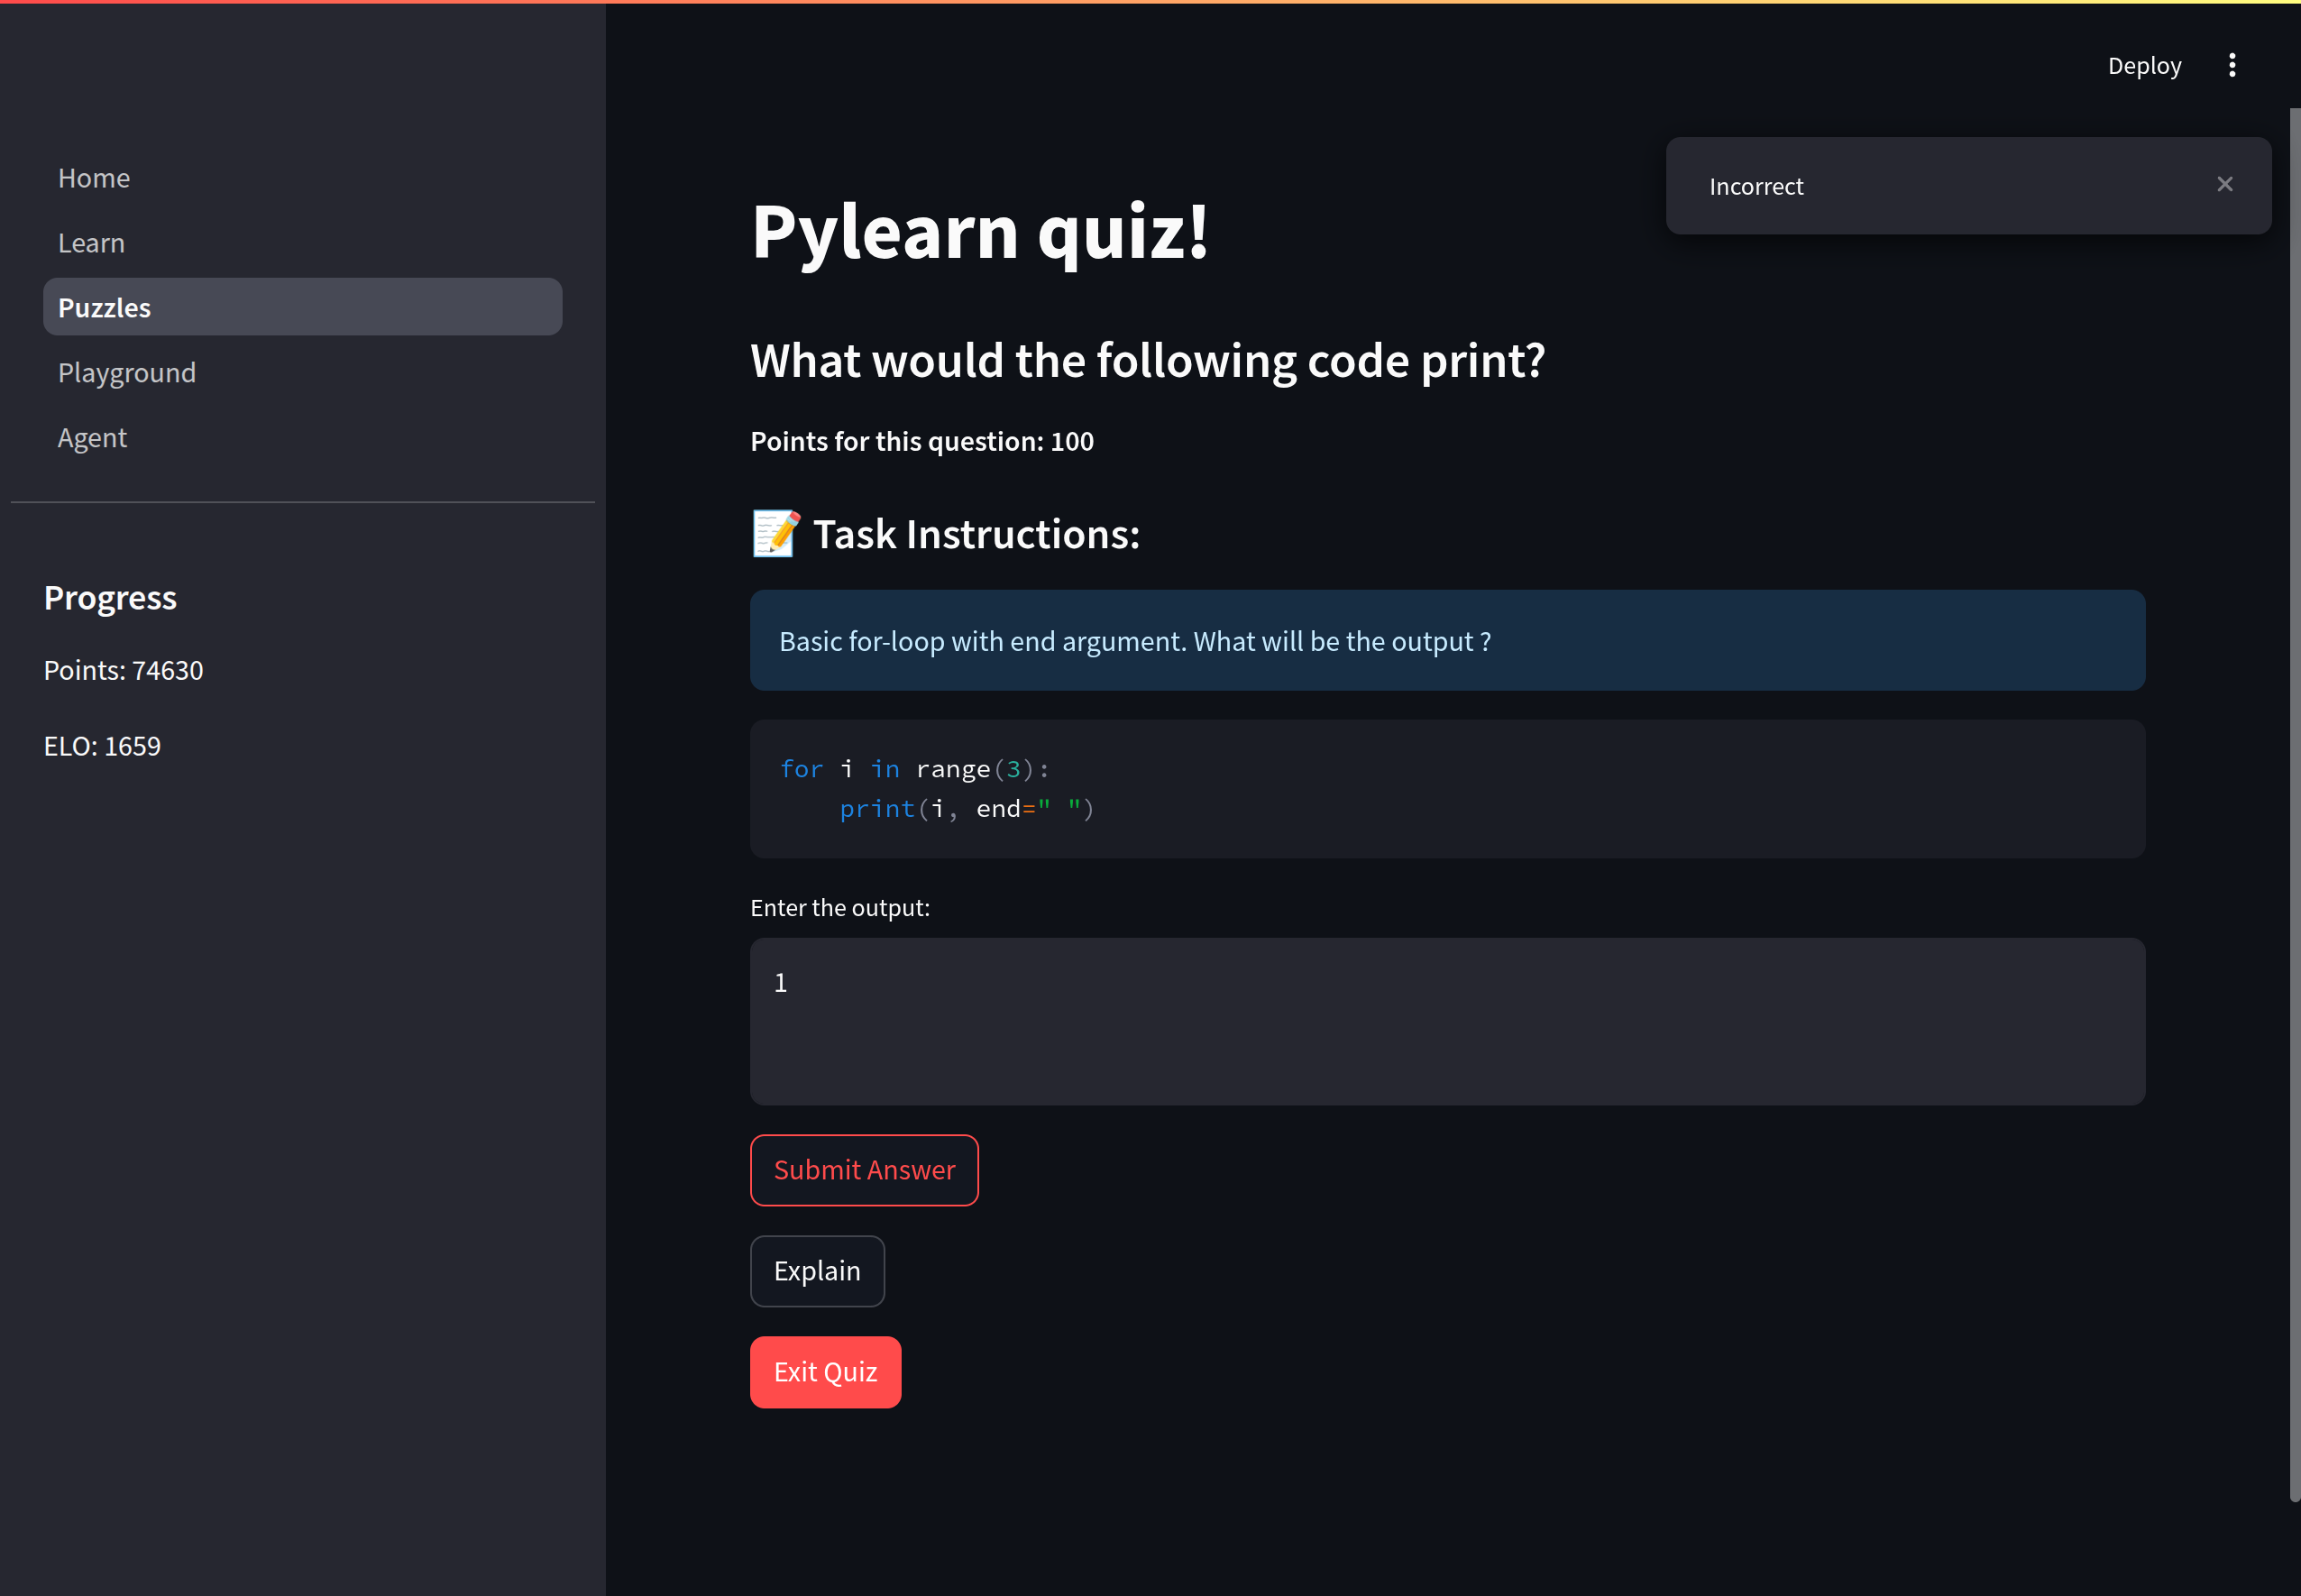 Deploy
Home
Learn
Puzzles
Playground
Agent
Progress
Points: 74630
ELO: 1659
Incorrect
Pylearn quiz!
What would the following code print?
Points for this question: 100
📝 Task Instructions:
Basic for-loop with end argument. What will be the output ?
for i in range(3):
    print(i, end=" ")
Enter the output:
1
Submit Answer
Explain
Exit Quiz